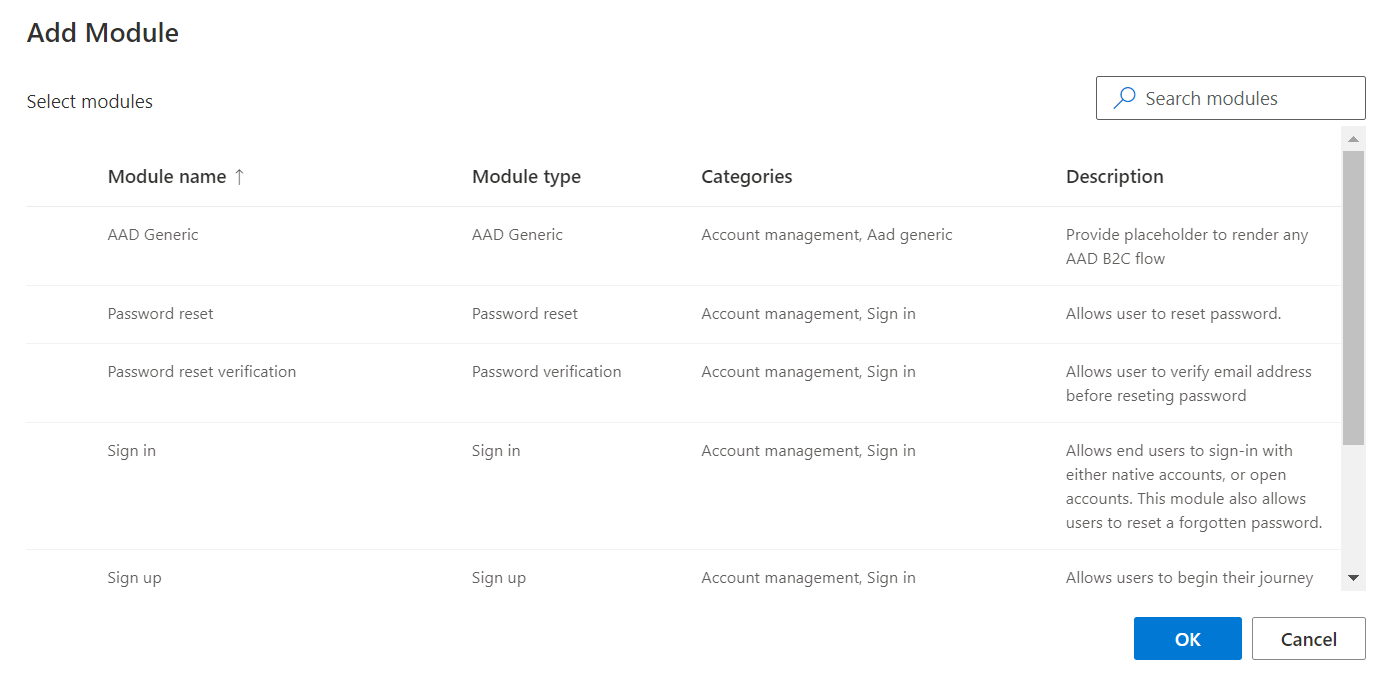 Add Module
Select modules
Search modules
Module name ↑ Module type Categories Description
AAD Generic AAD Generic Account management, Aad generic Provide placeholder to render any
AAD B2C flow
Password reset Password reset Account management, Sign in Allows user to reset password.
Password reset verification Password verification Account management, Sign in Allows user to verify email address
before reseting password
Sign in Sign in Account management, Sign in Allows end users to sign-in with
either native accounts, or open
accounts. This module also allows
users to reset a forgotten password.
Sign up Sign up Account management, Sign in Allows users to begin their journey
OK Cancel